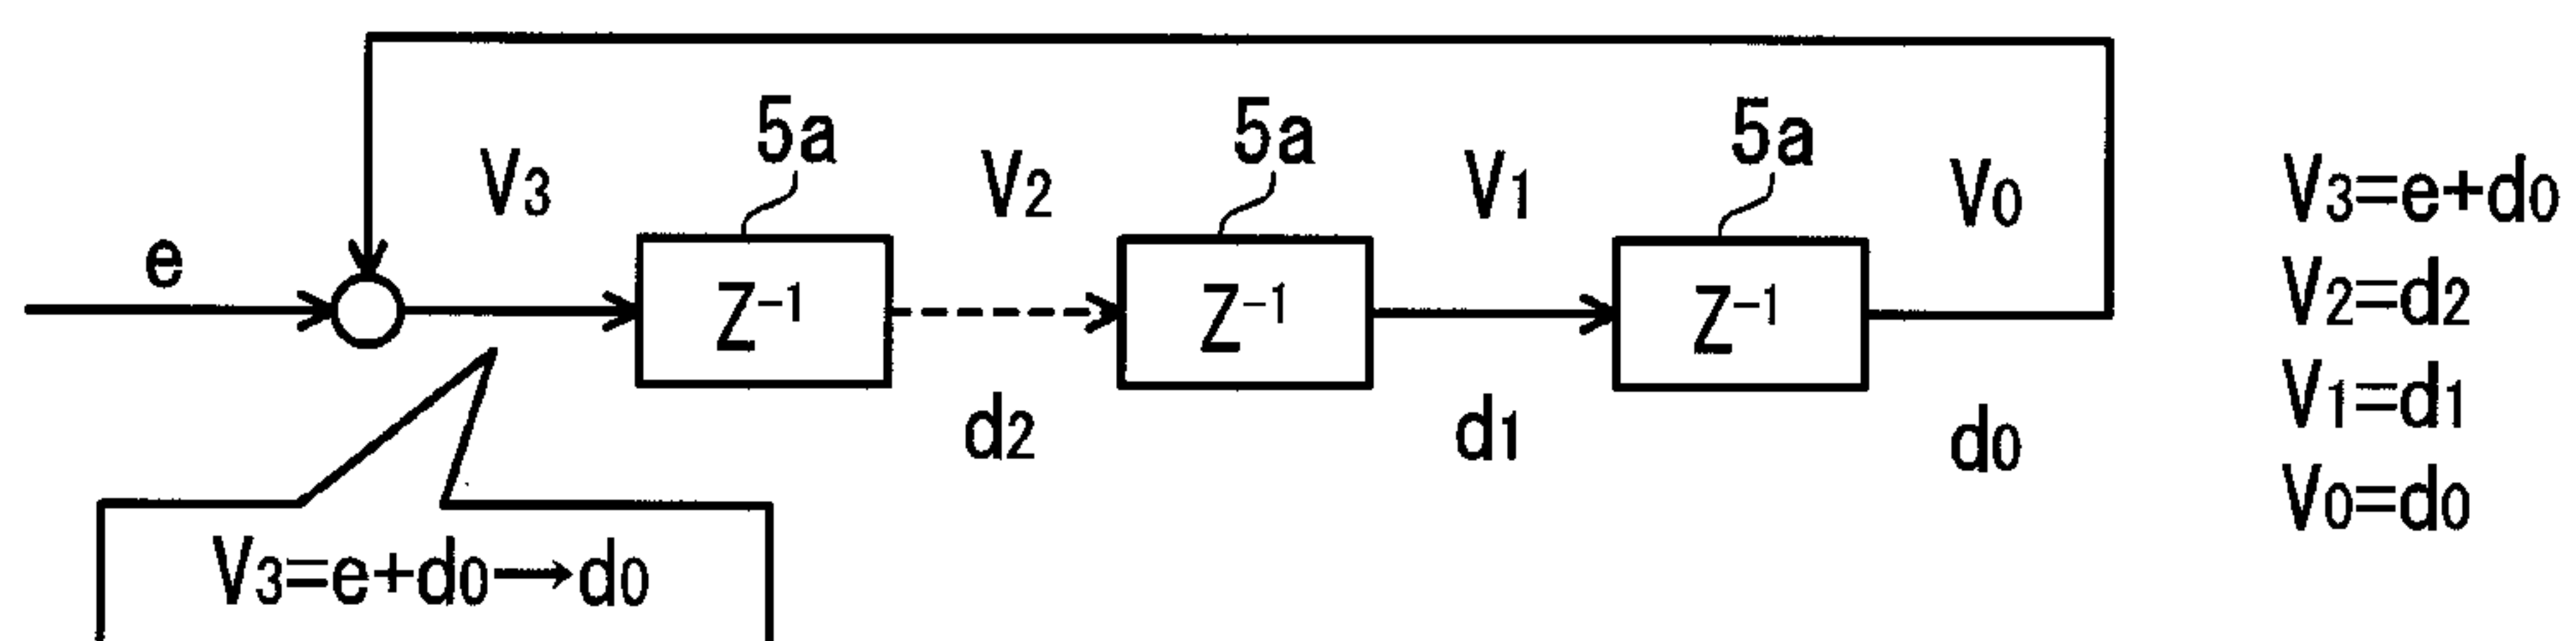 5a 5a 5a
V3 V2 V1 V0
e
Z⁻¹ Z⁻¹ Z⁻¹
d2 d1 d0
V3=e+d0→d0
V3=e+d0
V2=d2
V1=d1
V0=d0